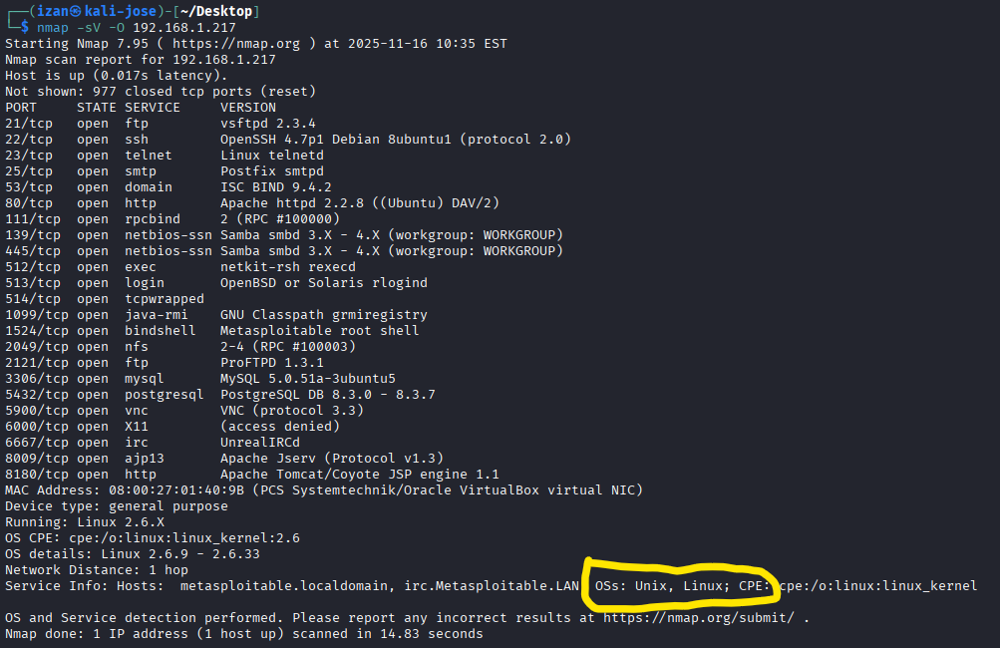 (izan㉿kali-jose)-[~/Desktop]
$ nmap -sV -O 192.168.1.217
Starting Nmap 7.95 ( https://nmap.org ) at 2025-11-16 10:35 EST
Nmap scan report for 192.168.1.217
Host is up (0.017s latency).
Not shown: 977 closed tcp ports (reset)
PORT     STATE SERVICE     VERSION
21/tcp   open  ftp         vsftpd 2.3.4
22/tcp   open  ssh         OpenSSH 4.7p1 Debian 8ubuntu1 (protocol 2.0)
23/tcp   open  telnet      Linux telnetd
25/tcp   open  smtp        Postfix smtpd
53/tcp   open  domain      ISC BIND 9.4.2
80/tcp   open  http        Apache httpd 2.2.8 ((Ubuntu) DAV/2)
111/tcp  open  rpcbind     2 (RPC #100000)
139/tcp  open  netbios-ssn Samba smbd 3.X - 4.X (workgroup: WORKGROUP)
445/tcp  open  netbios-ssn Samba smbd 3.X - 4.X (workgroup: WORKGROUP)
512/tcp  open  exec        netkit-rsh rexecd
513/tcp  open  login       OpenBSD or Solaris rlogind
514/tcp  open  tcpwrapped
1099/tcp open  java-rmi    GNU Classpath grmiregistry
1524/tcp open  bindshell   Metasploitable root shell
2049/tcp open  nfs         2-4 (RPC #100003)
2121/tcp open  ftp         ProFTPD 1.3.1
3306/tcp open  mysql       MySQL 5.0.51a-3ubuntu5
5432/tcp open  postgresql  PostgreSQL DB 8.3.0 - 8.3.7
5900/tcp open  vnc         VNC (protocol 3.3)
6000/tcp open  X11         (access denied)
6667/tcp open  irc         UnrealIRCd
8009/tcp open  ajp13       Apache Jserv (Protocol v1.3)
8180/tcp open  http        Apache Tomcat/Coyote JSP engine 1.1
MAC Address: 08:00:27:01:40:9B (PCS Systemtechnik/Oracle VirtualBox virtual NIC)
Device type: general purpose
Running: Linux 2.6.X
OS CPE: cpe:/o:linux:linux_kernel:2.6
OS details: Linux 2.6.9 - 2.6.33
Network Distance: 1 hop
Service Info: Hosts:  metasploitable.localdomain, irc.Metasploitable.LAN OSs: Unix, Linux; CPE: cpe:/o:linux:linux_kernel
OS and Service detection performed. Please report any incorrect results at https://nmap.org/submit/ .
Nmap done: 1 IP address (1 host up) scanned in 14.83 seconds